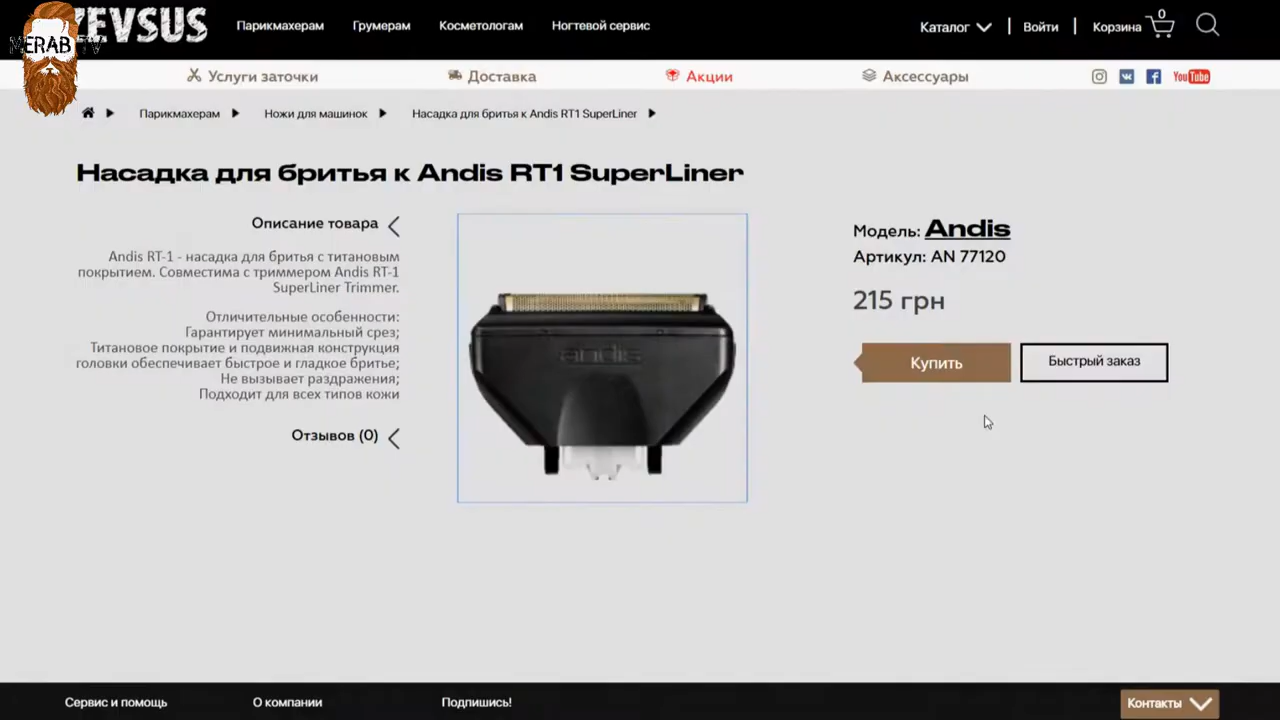 ZEVSUS
MERAB TV
Парикмахерам
Грумерам
Косметологам
Ногтевой сервис
Каталог
Войти
Корзина
0
Услуги заточки
Доставка
Акции
Аксессуары
YouTube
Парикмахерам
Ножи для машинок
Насадка для бритья к Andis RT1 SuperLiner
Насадка для бритья к Andis RT1 SuperLiner
Описание товара
Andis RT-1 - насадка для бритья с титановым
покрытием. Совместима с триммером Andis RT-1
SuperLiner Trimmer.
Отличительные особенности:
Гарантирует минимальный срез;
Титановое покрытие и подвижная конструкция
головки обеспечивает быстрое и гладкое бритье;
Не вызывает раздражения;
Подходит для всех типов кожи
Отзывов (0)
andis
Модель: Andis
Артикул: AN 77120
215 грн
Купить
Быстрый заказ
Сервис и помощь
О компании
Подпишись!
Контакты